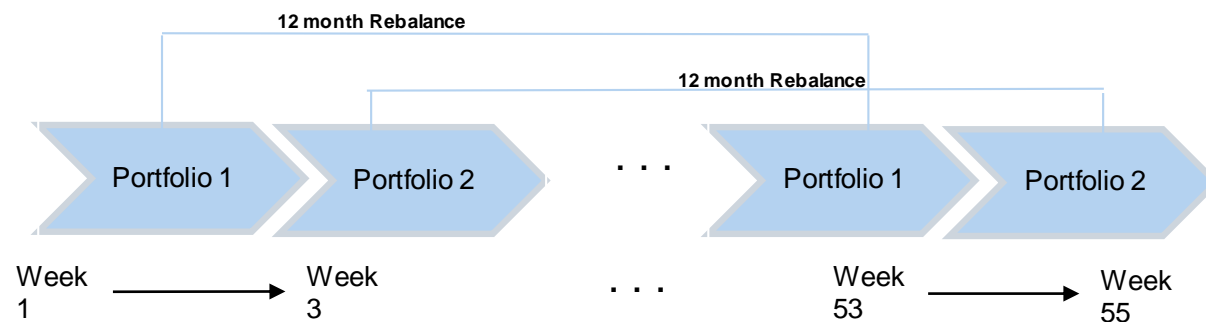 12 month Rebalance
12 month Rebalance
Portfolio 1
Portfolio 2
. . .
Portfolio 1
Portfolio 2
Week
1
Week
3
. . .
Week
53
Week
55